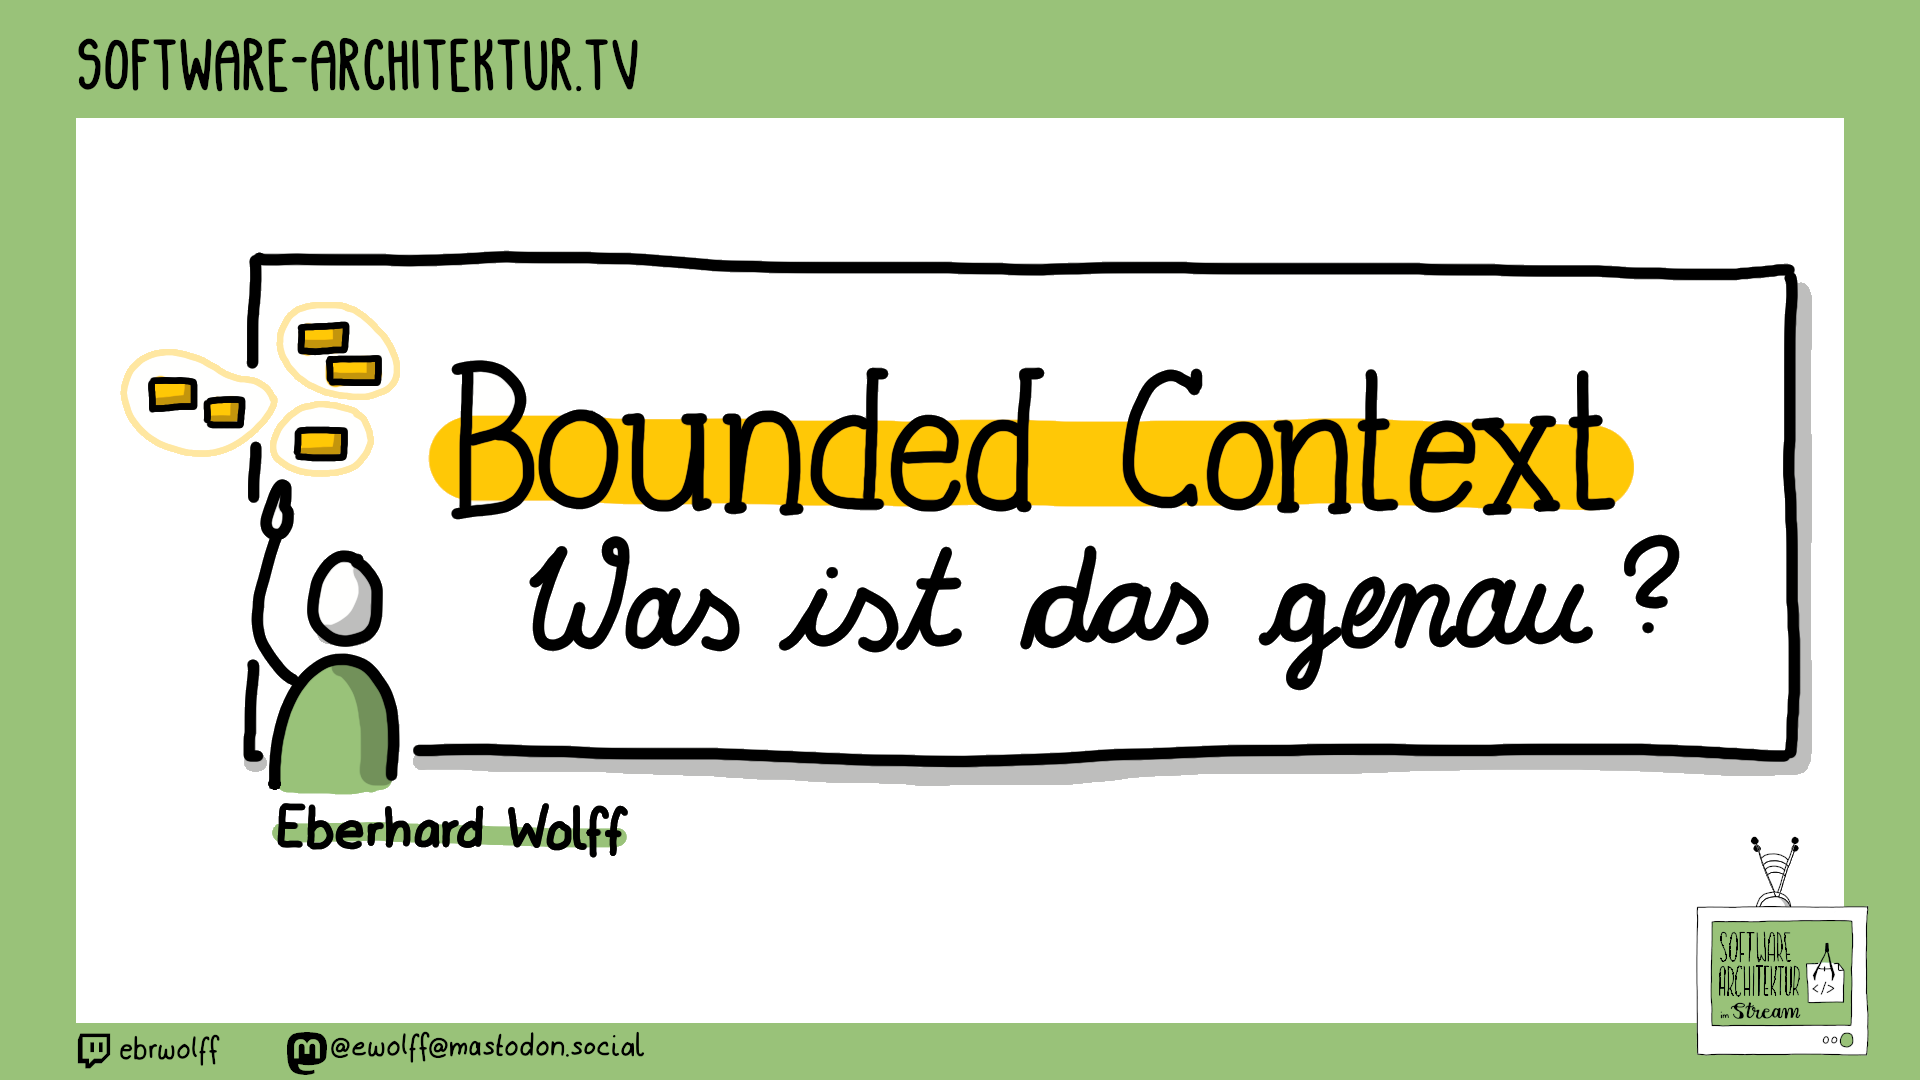 SOFTWARE-ARCHITEKTUR.TV
Bounded Context
Was ist das genau?
Eberhard Wolff
SOFTWARE
ARCHITEKTUR
</>
im Stream
ebrwolff
@ewolff@mastodon.social